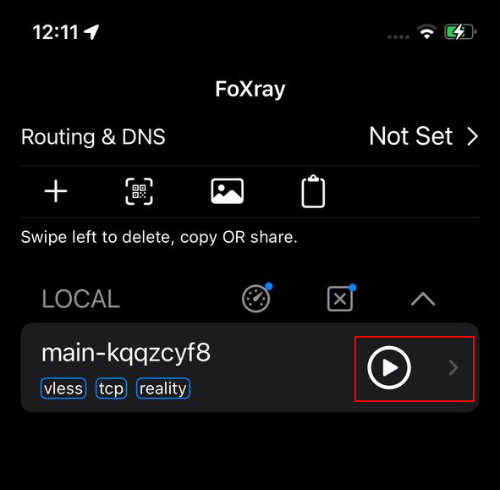 12:11
FoXray
Routing & DNS Not Set
Swipe left to delete, copy OR share.
LOCAL
main-kqqzcyf8
vless tcp reality